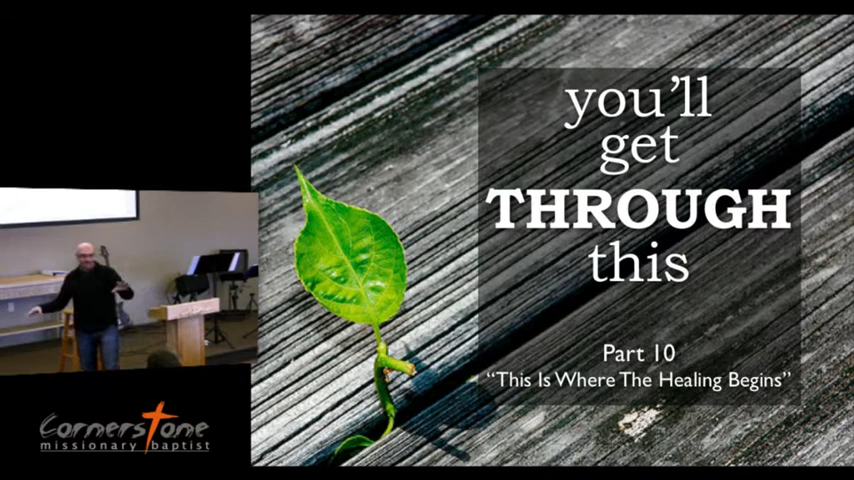 you'll
get
THROUGH
this
Part 10
“This Is Where The Healing Begins”
Cornerstone
missionary baptist